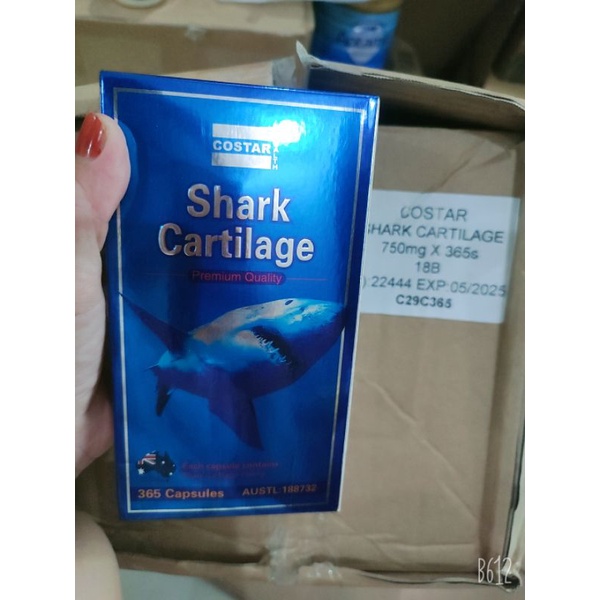 COSTAR
Shark
Cartilage
Premium Quality
365 Capsules
AUSTL 188732
COSTAR
SHARK CARTILAGE
750mg X 365s
18B
22444 EXP:05/2025
C29C365
B612